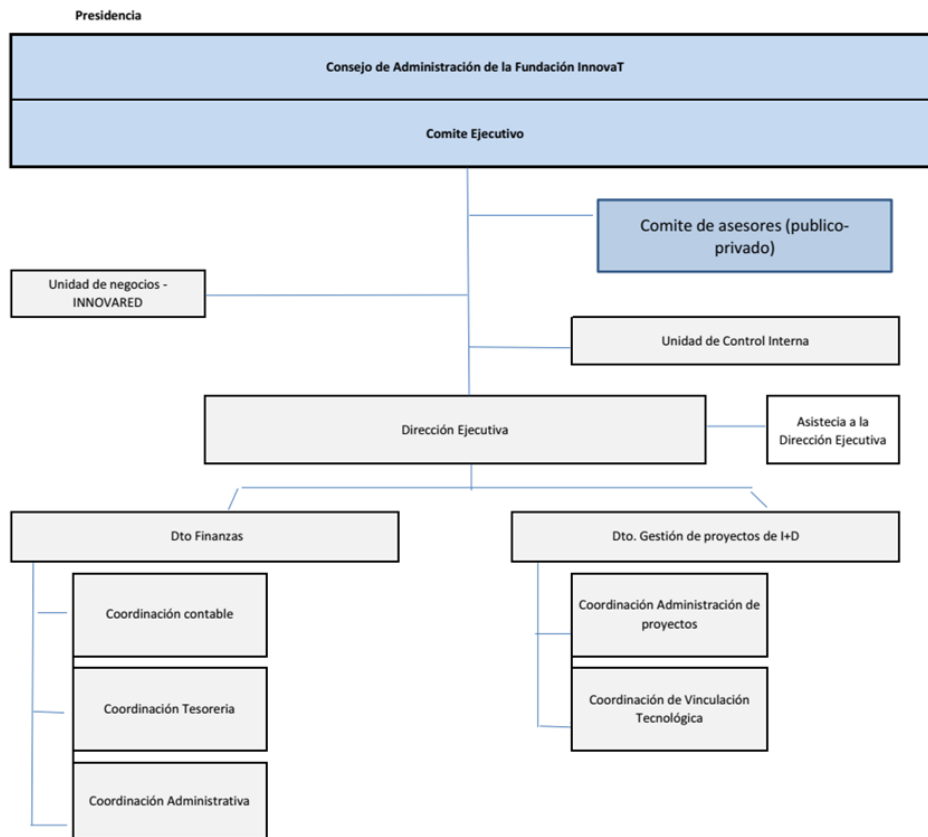 Presidencia
Consejo de Administración de la Fundación InnovaT
Comite Ejecutivo
Comite de asesores (publico-
privado)
Unidad de negocios -
INNOVARED
Unidad de Control Interna
Dirección Ejecutiva
Asistecia a la
Dirección Ejecutiva
Dto Finanzas
Dto. Gestión de proyectos de I+D
Coordinación contable
Coordinación Tesoreria
Coordinación Administrativa
Coordinación Administración de
proyectos
Coordinación de Vinculación
Tecnológica